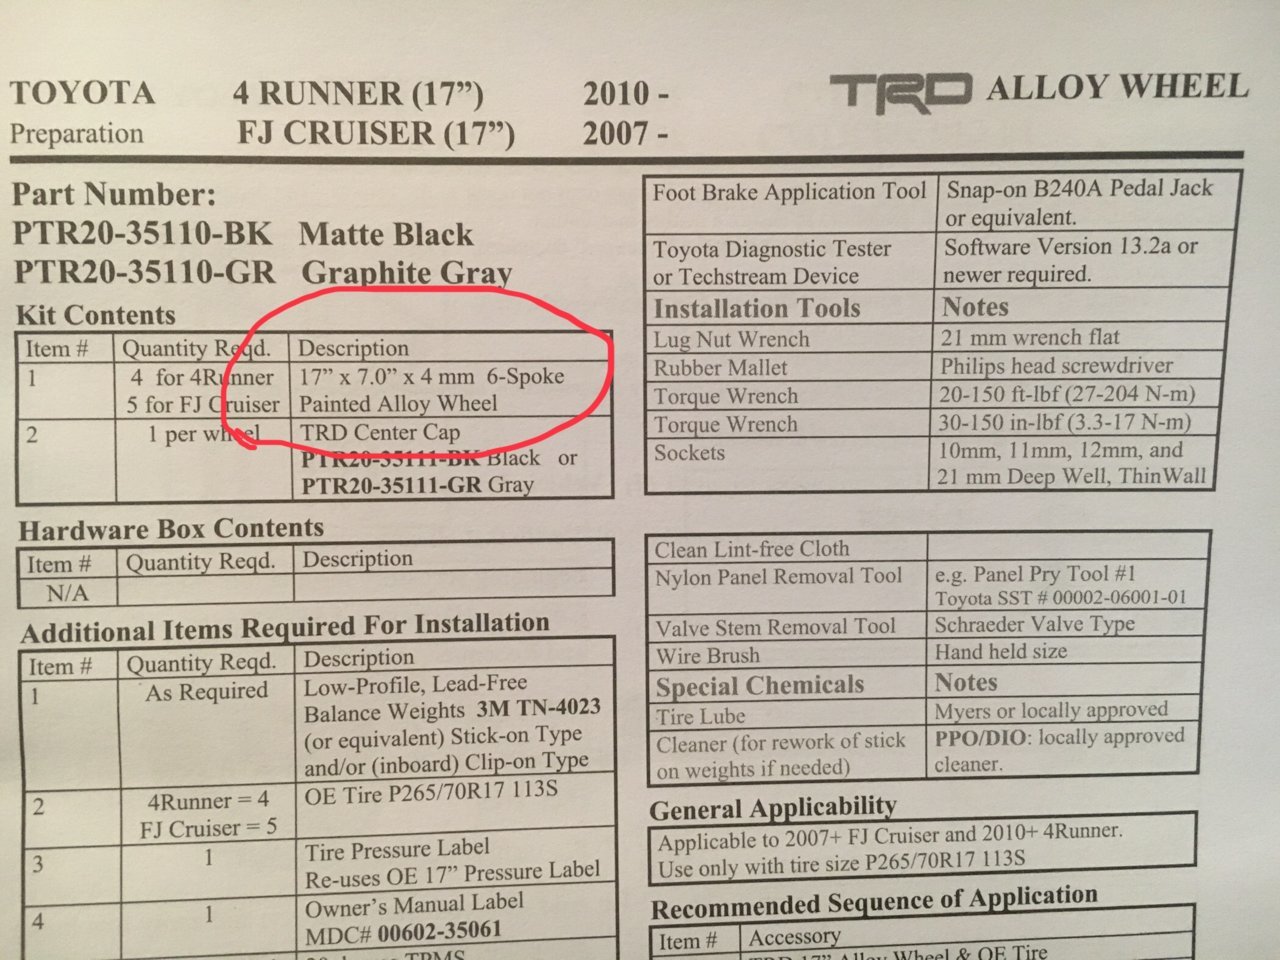 TOYOTA 4 RUNNER (17”) 2010 - TRD ALLOY WHEEL
Preparation FJ CRUISER (17”) 2007 -
Part Number:
PTR20-35110-BK Matte Black
PTR20-35110-GR Graphite Gray
Kit Contents
Item # Quantity Reqd. Description
1 4 for 4Runner 17” x 7.0” x 4 mm 6-Spoke
5 for FJ Cruiser Painted Alloy Wheel
2 1 per wheel TRD Center Cap
PTR20-35111-BK Black or
PTR20-35111-GR Gray
Hardware Box Contents
Item # Quantity Reqd. Description
N/A
Additional Items Required For Installation
Item # Quantity Reqd. Description
1 As Required Low-Profile, Lead-Free
Balance Weights 3M TN-4023
(or equivalent) Stick-on Type
and/or (inboard) Clip-on Type
2 4Runner = 4 OE Tire P265/70R17 113S
FJ Cruiser = 5
3 1 Tire Pressure Label
Re-uses OE 17” Pressure Label
4 1 Owner’s Manual Label
MDC# 00602-35061
TPMS
Foot Brake Application Tool Snap-on B240A Pedal Jack
or equivalent.
Toyota Diagnostic Tester Software Version 13.2a or
or Techstream Device newer required.
Installation Tools Notes
Lug Nut Wrench 21 mm wrench flat
Rubber Mallet Philips head screwdriver
Torque Wrench 20-150 ft-lbf (27-204 N-m)
Torque Wrench 30-150 in-lbf (3.3-17 N-m)
Sockets 10mm, 11mm, 12mm, and
21 mm Deep Well, ThinWall
Clean Lint-free Cloth
Nylon Panel Removal Tool e.g. Panel Pry Tool #1
Toyota SST # 00002-06001-01
Valve Stem Removal Tool Schraeder Valve Type
Wire Brush Hand held size
Special Chemicals Notes
Tire Lube Myers or locally approved
Cleaner (for rework of stick PPO/DIO: locally approved
on weights if needed) cleaner.
General Applicability
Applicable to 2007+ FJ Cruiser and 2010+ 4Runner.
Use only with tire size P265/70R17 113S
Recommended Sequence of Application
Item # Accessory
TRD 17” Alloy Wheel & OE Tire